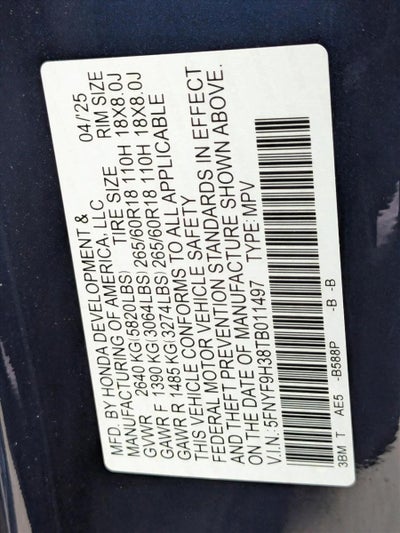 MFD. BY HONDA DEVELOPMENT & 04/'25
MANUFACTURING OF AMERICA, LLC
TIRE SIZE RIM SIZE
GVWR 2640 KG(5820LBS)
GAWR F 1390 KG(3064LBS) 265/60R18 110H 18X8.0J
GAWR R 1485 KG(3274LBS) 265/60R18 110H 18X8.0J
THIS VEHICLE CONFORMS TO ALL APPLICABLE
FEDERAL MOTOR VEHICLE SAFETY
AND THEFT PREVENTION STANDARDS IN EFFECT
ON THE DATE OF MANUFACTURE SHOWN ABOVE.
V.I.N.: 5FNYF9H38TB011497 TYPE: MPV
3BM T AE5 -B588P -B -B